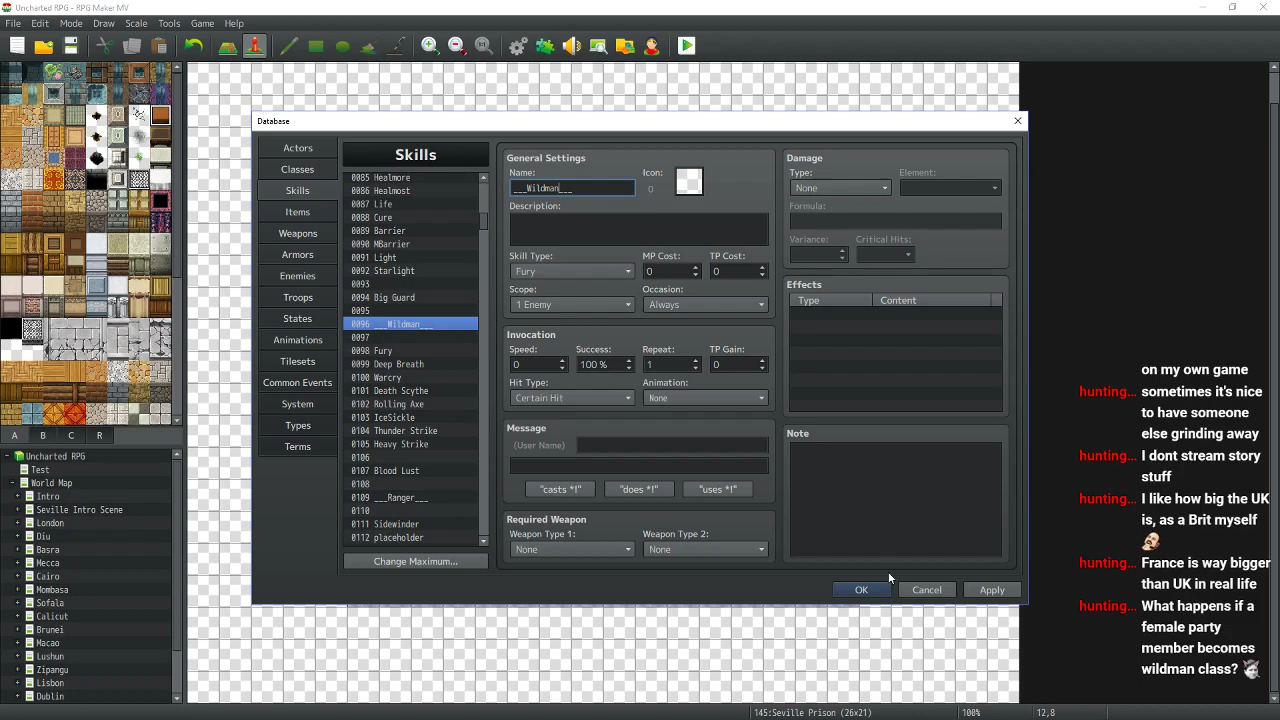 Uncharted RPG - RPG Maker MV
File Edit Mode Draw Scale Tools Game Help
Database
Actors
Classes
Skills
Items
Weapons
Armors
Enemies
Troops
States
Animations
Tilesets
Common Events
System
Types
Terms
Skills
0085 Healmore
0086 Healmost
0087 Life
0088 Cure
0089 Barrier
0090 MBarrier
0091 Light
0092 Starlight
0093
0094 Big Guard
0095
0096 ___Wildman___
0097
0098 Fury
0099 Deep Breath
0100 Warcry
0101 Death Scythe
0102 Rolling Axe
0103 IceSickle
0104 Thunder Strike
0105 Heavy Strike
0106
0107 Blood Lust
0108
0109 ___Ranger___
0110
0111 Sidewinder
0112 placeholder
Change Maximum...
General Settings
Name: Icon:
___Wildman___ 0
Description:
Skill Type: MP Cost: TP Cost:
Fury 0 0
Scope: Occasion:
1 Enemy Always
Invocation
Speed: Success: Repeat: TP Gain:
0 100 % 1 0
Hit Type: Animation:
Certain Hit None
Message
(User Name)
"casts *!" "does *!" "uses *!"
Required Weapon
Weapon Type 1: Weapon Type 2:
None None
Damage
Type: Element:
None
Formula:
Variance: Critical Hits:
Effects
Type Content
Note
OK Cancel Apply
A B C R
Uncharted RPG
Test
World Map
Intro
Seville Intro Scene
London
Diu
Basra
Mecca
Cairo
Mombasa
Sofala
Calicut
Brunei
Macao
Lushun
Zipangu
Lisbon
Dublin
on my own game
hunting... sometimes it's nice
to have someone
else grinding away
hunting... I dont stream story
stuff
hunting... I like how big the UK
is, as a Brit myself
hunting... France is way bigger
than UK in real life
hunting... What happens if a
female party
member becomes
wildman class?
145:Seville Prison (26x21) 100% 12,8